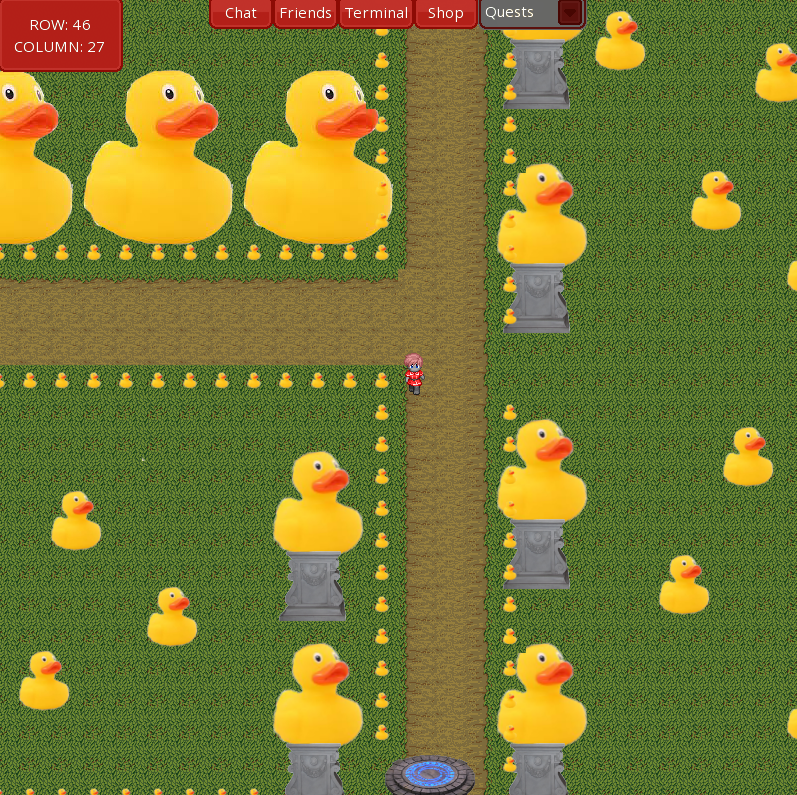 ROW: 46
COLUMN: 27
Chat
Friends
Terminal
Shop
Quests